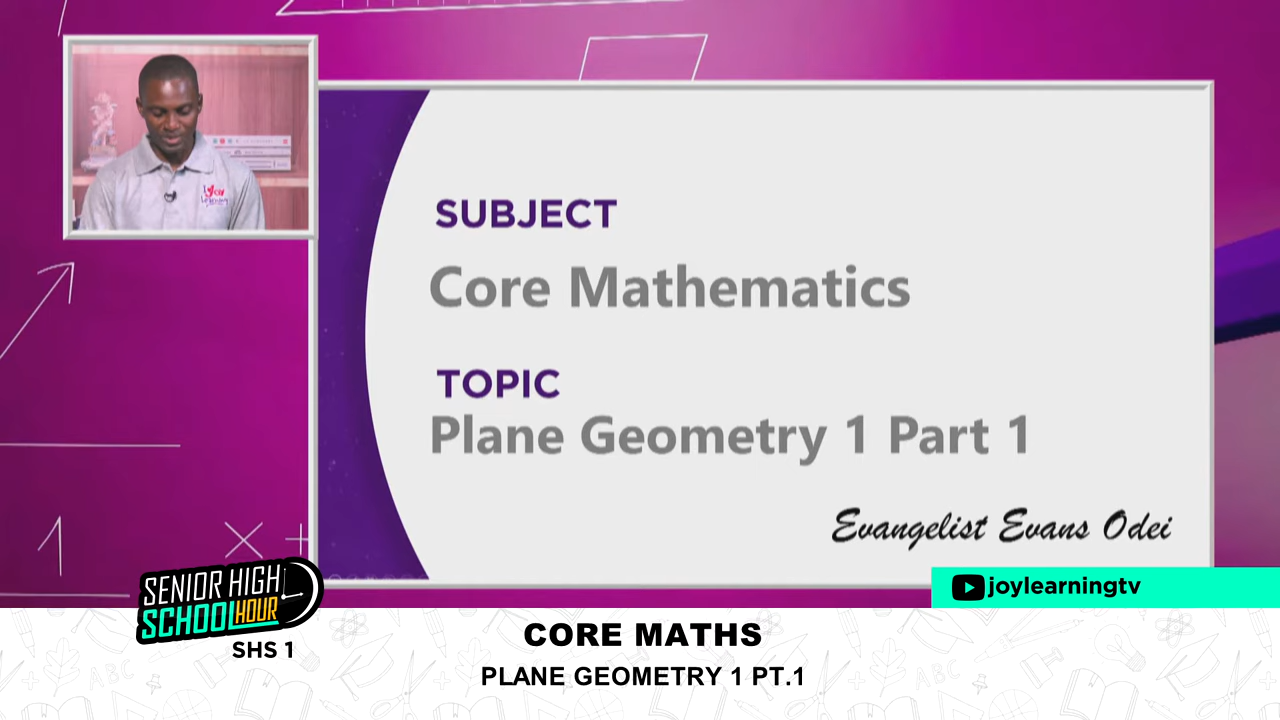 SUBJECT
Core Mathematics
TOPIC
Plane Geometry 1 Part 1
Evangelist Evans Odei
joylearningtv
SENIOR HIGH
SCHOOL HOUR
SHS 1
CORE MATHS
PLANE GEOMETRY 1 PT.1